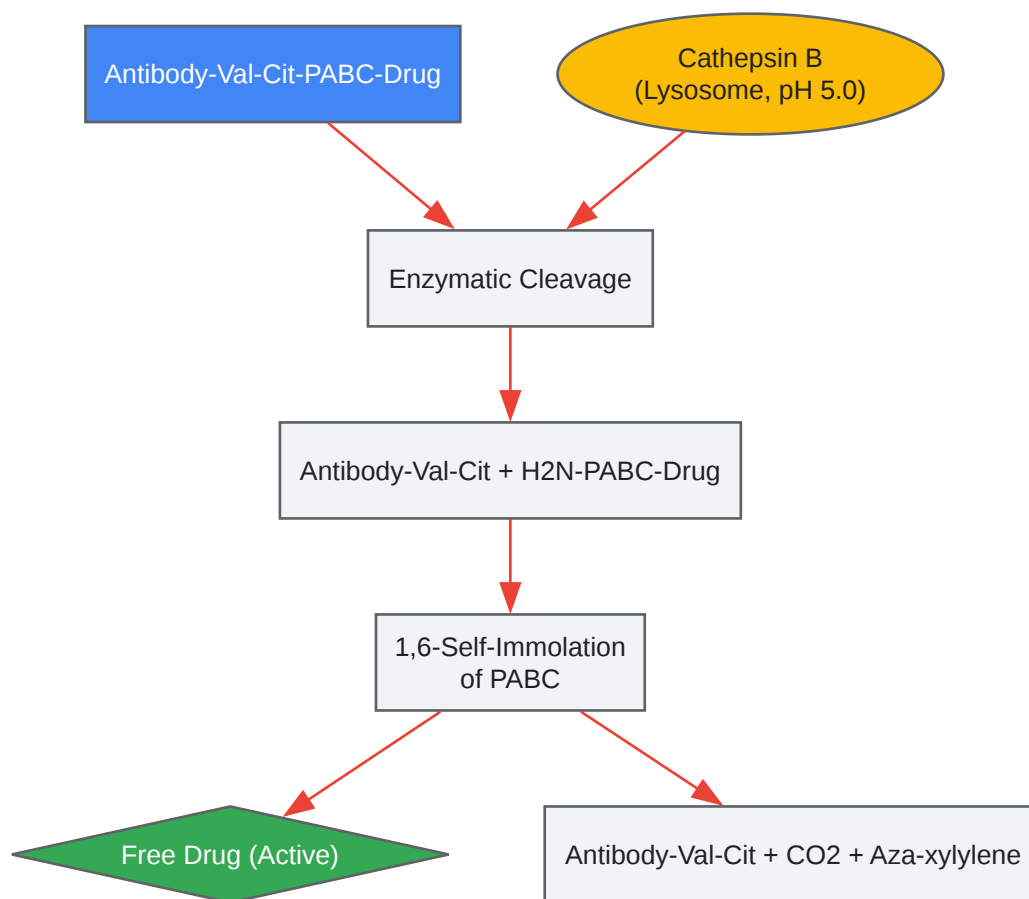 Antibody-Val-Cit-PABC-Drug
Cathepsin B
(Lysosome, pH 5.0)
Enzymatic Cleavage
Antibody-Val-Cit + H2N-PABC-Drug
1,6-Self-Immolation
of PABC
Free Drug (Active)
Antibody-Val-Cit + CO2 + Aza-xylylene